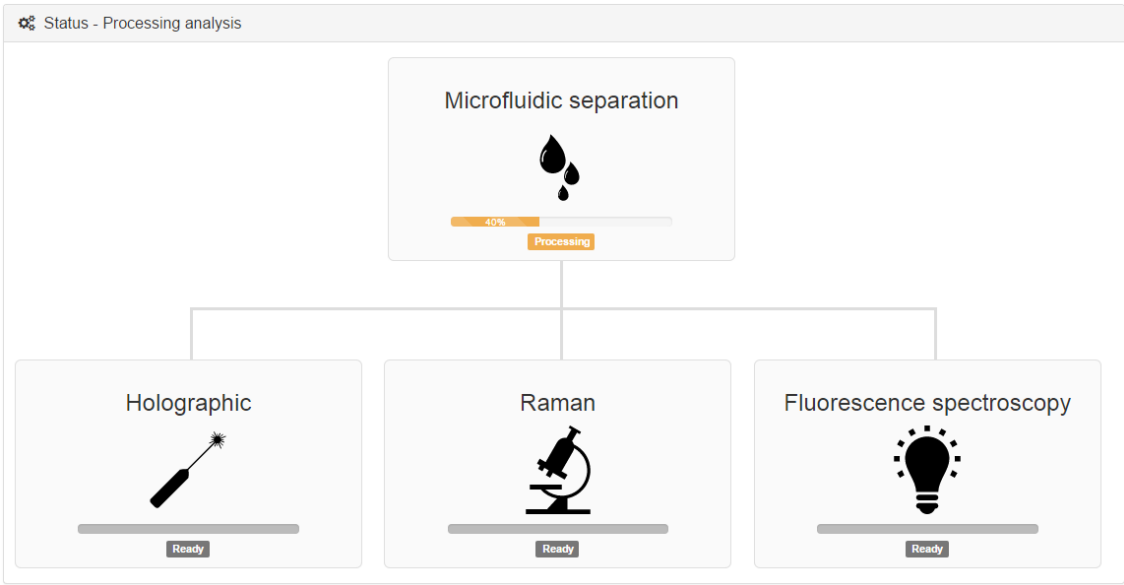 Status - Processing analysis
Microfluidic separation
40%
Processing
Holographic
Raman
Fluorescence spectroscopy
Ready
Ready
Ready